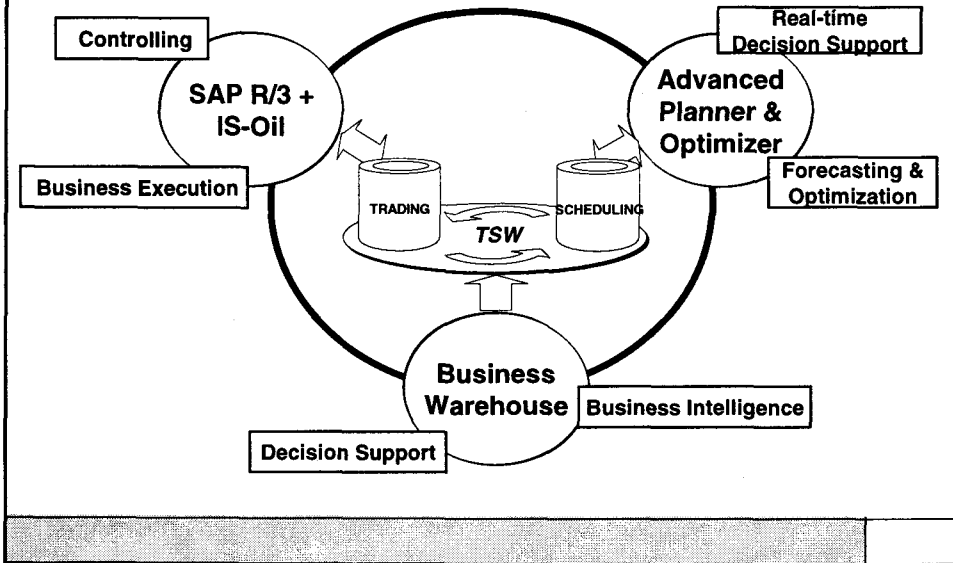 Controlling
SAP R/3 +
IS-Oil
Business Execution
Real-time
Decision Support
Advanced
Planner &
Optimizer
Forecasting &
Optimization
TRADING
SCHEDULING
TSW
Business
Warehouse
Business Intelligence
Decision Support